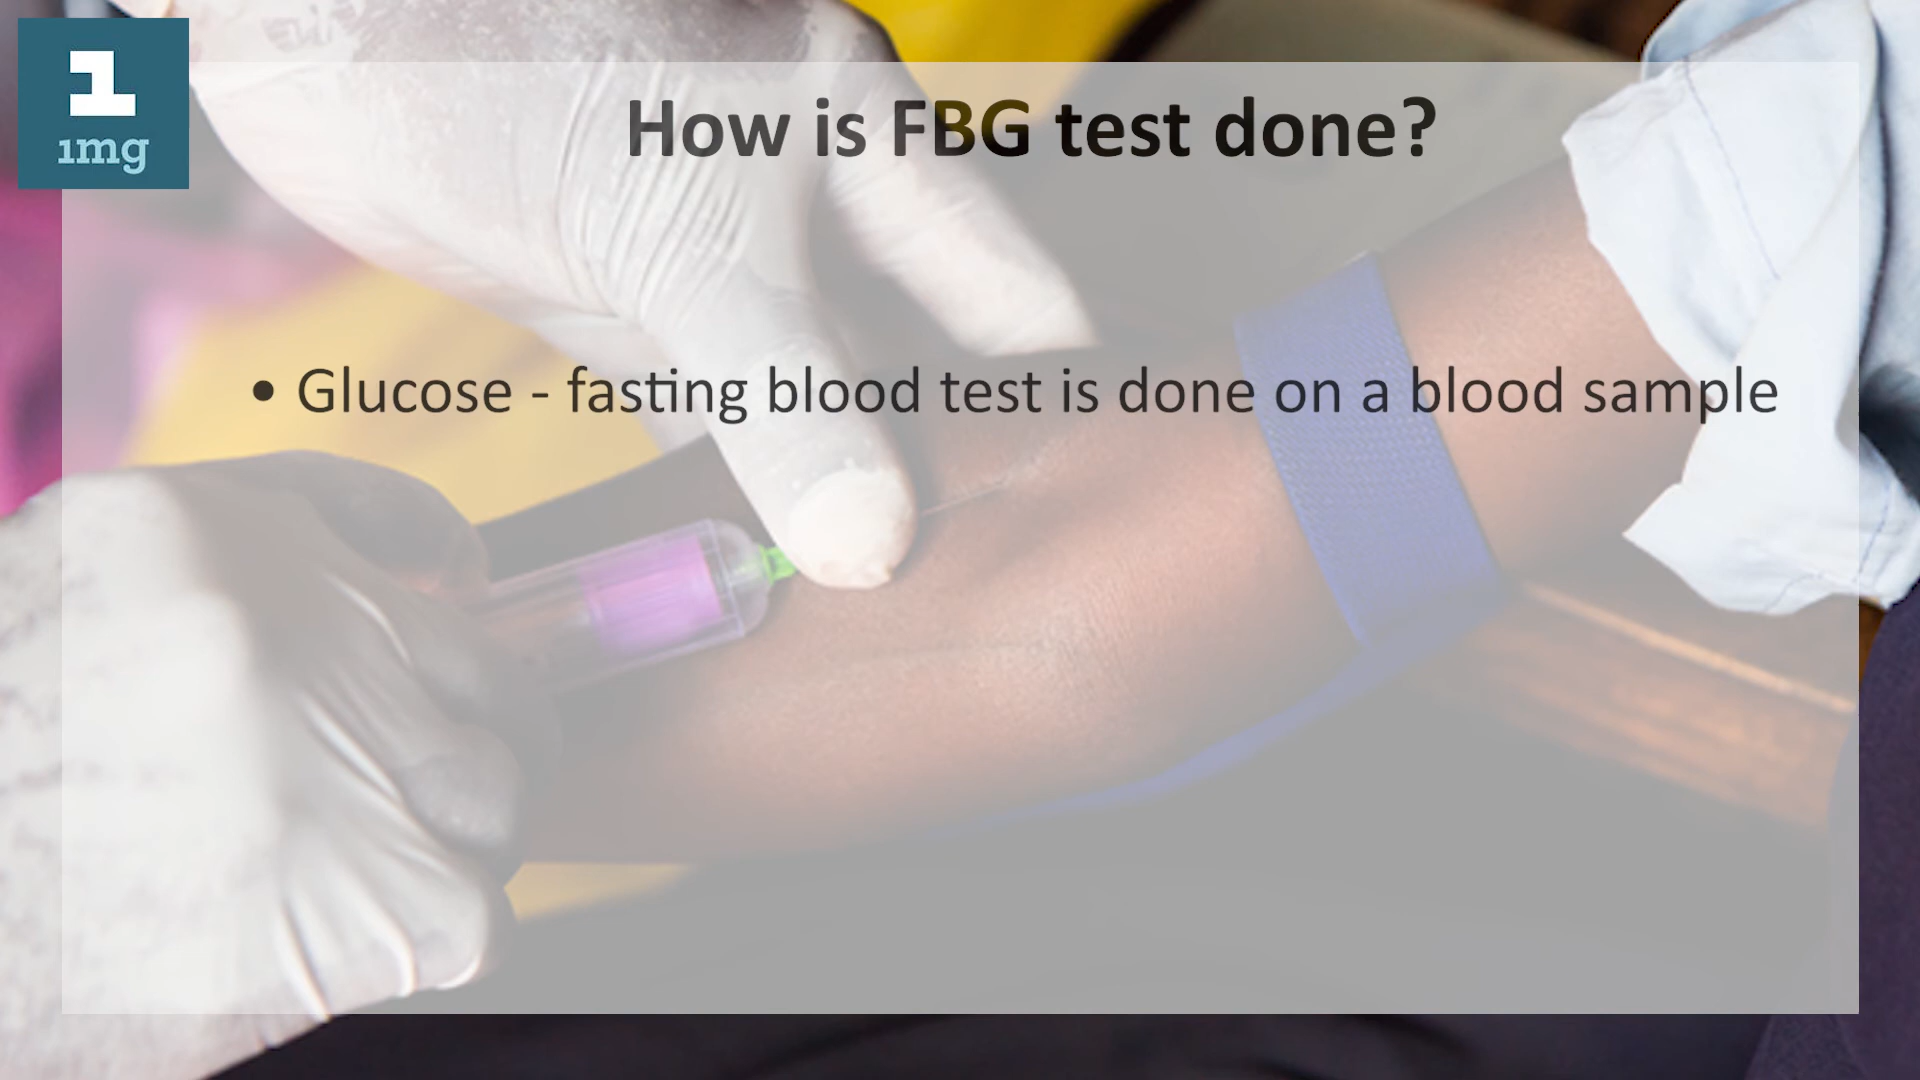 1
1mg
How is FBG test done?
• Glucose - fasting blood test is done on a blood sample